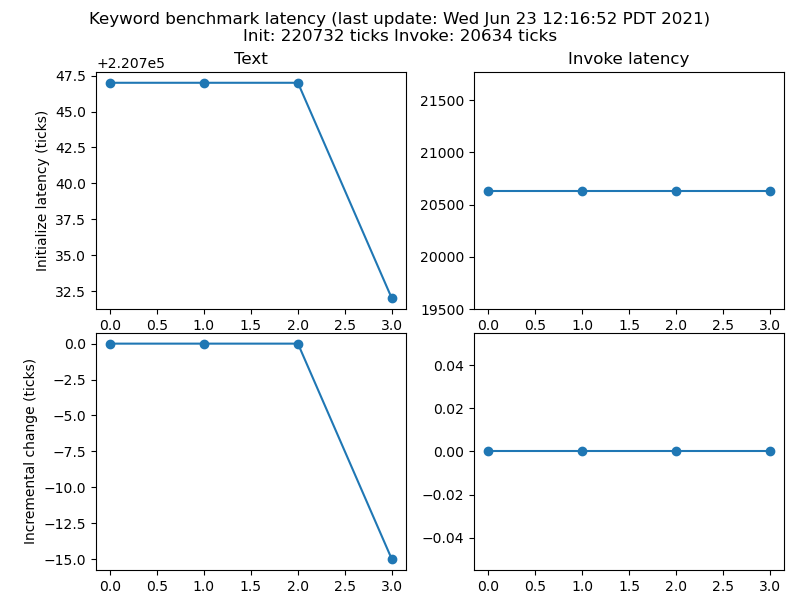 Keyword benchmark latency (last update: Wed Jun 23 12:16:52 PDT 2021)
Init: 220732 ticks Invoke: 20634 ticks
Text
+2.207e5
47.5
45.0
42.5
40.0
37.5
35.0
32.5
Initialize latency (ticks)
0.0 0.5 1.0 1.5 2.0 2.5 3.0
Invoke latency
21500
21000
20500
20000
19500
0.0 0.5 1.0 1.5 2.0 2.5 3.0
0.0
−2.5
−5.0
−7.5
−10.0
−12.5
−15.0
Incremental change (ticks)
0.0 0.5 1.0 1.5 2.0 2.5 3.0
0.04
0.02
0.00
−0.02
−0.04
0.0 0.5 1.0 1.5 2.0 2.5 3.0